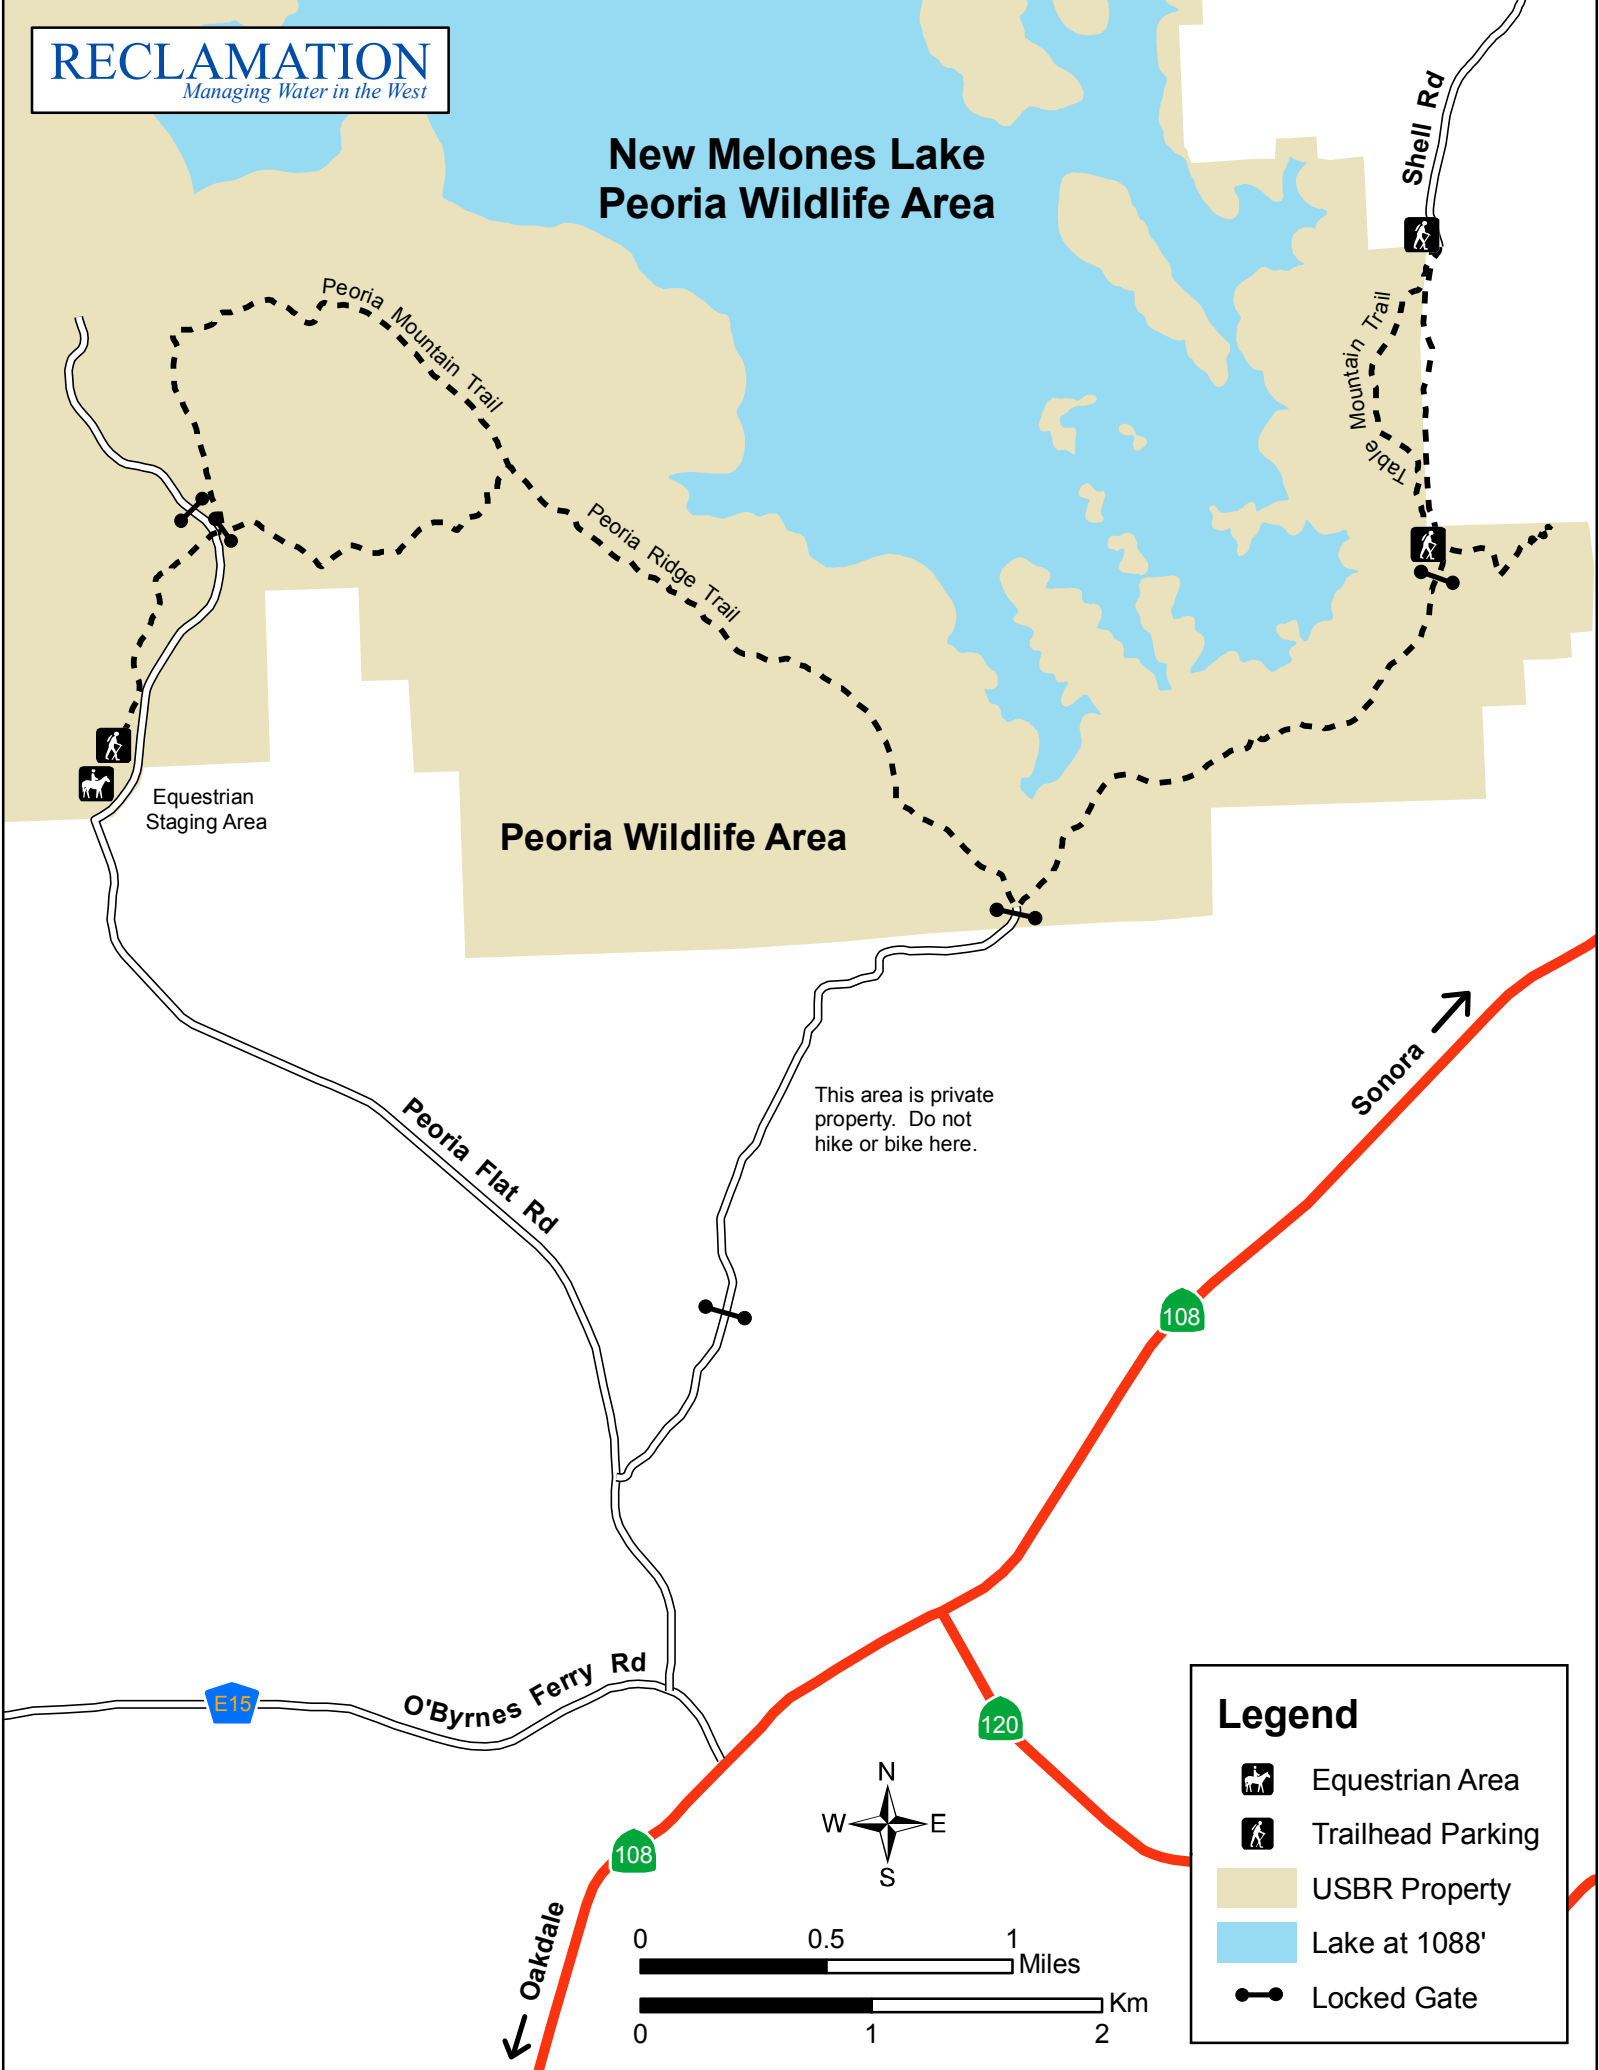 RECLAMATION
Managing Water in the West
New Melones Lake
Peoria Wildlife Area
Shell Rd
Peoria Mountain Trail
Table Mountain Trail
Peoria Ridge Trail
Equestrian
Staging Area
Peoria Wildlife Area
Sonora
This area is private
property. Do not
hike or bike here.
Peoria Flat Rd
108
O'Byrnes Ferry Rd
E15
120
108
Oakdale
N
W E
S
0 0.5 1
Miles
Km
0 1 2
Legend
Equestrian Area
Trailhead Parking
USBR Property
Lake at 1088'
Locked Gate